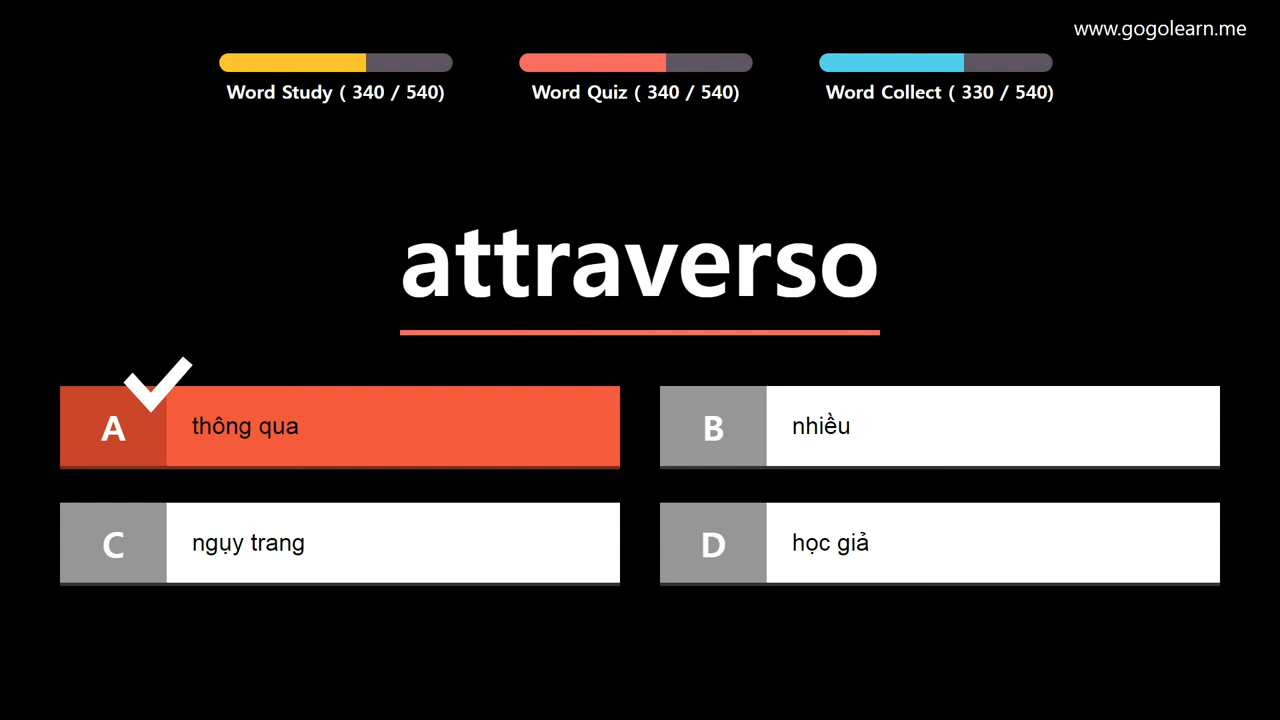 www.gogolearn.me
Word Study ( 340 / 540)
Word Quiz ( 340 / 540)
Word Collect ( 330 / 540)
attraverso
A thông qua
B nhiều
C ngụy trang
D học giả